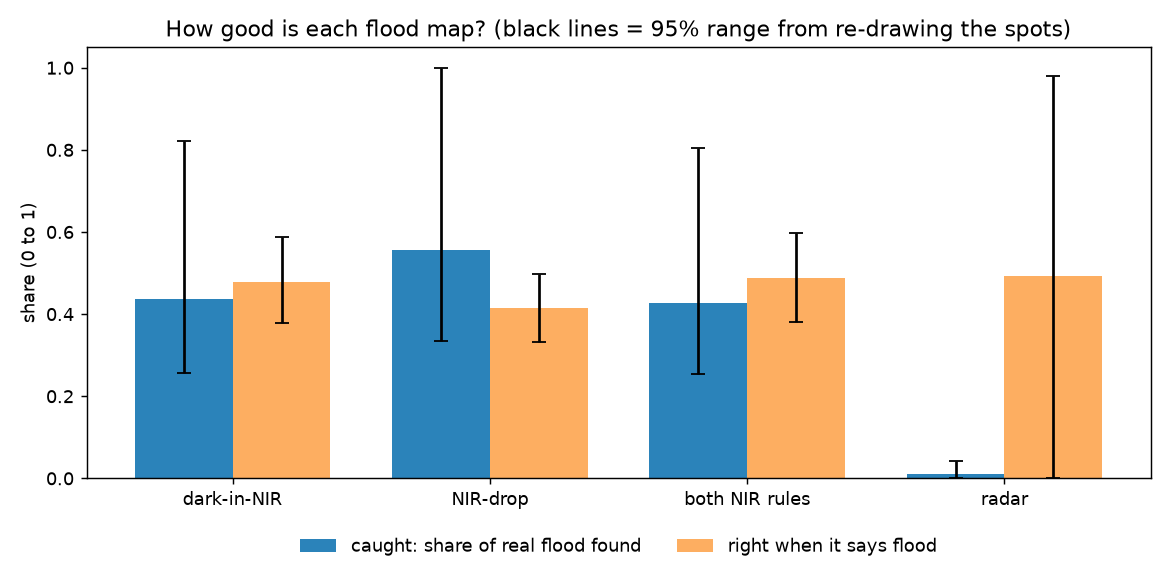 How good is each flood map? (black lines = 95% range from re-drawing the spots)
share (0 to 1)
1.0
0.8
0.6
0.4
0.2
0.0
dark-in-NIR
NIR-drop
both NIR rules
radar
caught: share of real flood found
right when it says flood